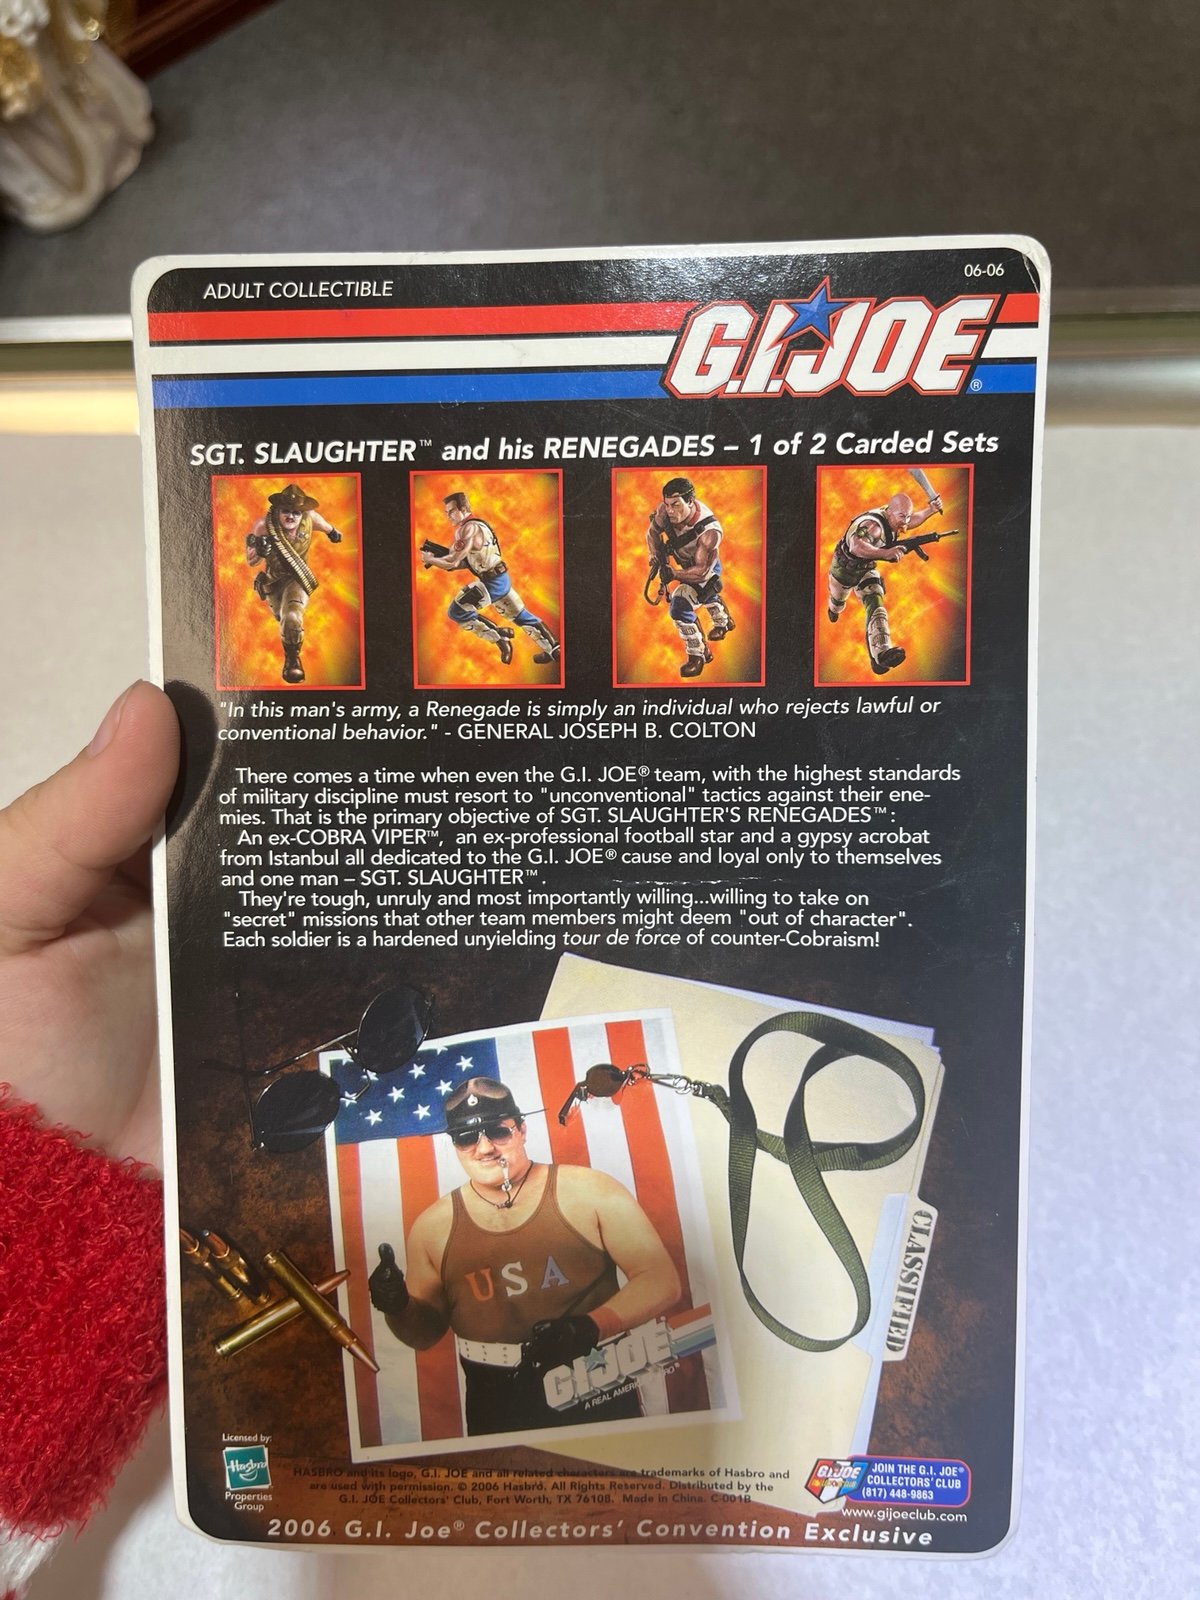 ADULT COLLECTIBLE
06-06
G.I.JOE®
SGT. SLAUGHTER™ and his RENEGADES – 1 of 2 Carded Sets
"In this man's army, a Renegade is simply an individual who rejects lawful or
conventional behavior." - GENERAL JOSEPH B. COLTON
There comes a time when even the G.I. JOE® team, with the highest standards
of military discipline must resort to "unconventional" tactics against their ene-
mies. That is the primary objective of SGT. SLAUGHTER'S RENEGADES™:
An ex-COBRA VIPER™, an ex-professional football star and a gypsy acrobat
from Istanbul all dedicated to the G.I. JOE® cause and loyal only to themselves
and one man – SGT. SLAUGHTER™.
They're tough, unruly and most importantly willing...willing to take on
"secret" missions that other team members might deem "out of character".
Each soldier is a hardened unyielding tour de force of counter-Cobraism!
USA
CLASSIFIED
G.I.JOE
A REAL AMERICAN HERO®
Licensed by:
Hasbro
Properties
Group
HASBRO and its logo, G.I. JOE and all related characters are trademarks of Hasbro and
are used with permission. © 2006 Hasbro. All Rights Reserved. Distributed by the
G.I. JOE Collectors' Club, Fort Worth, TX 76108. Made in China. C-001B
G.I.JOE
JOIN THE G.I. JOE®
COLLECTORS' CLUB
(817) 448-9863
www.gijoeclub.com
2006 G.I. Joe® Collectors' Convention Exclusive